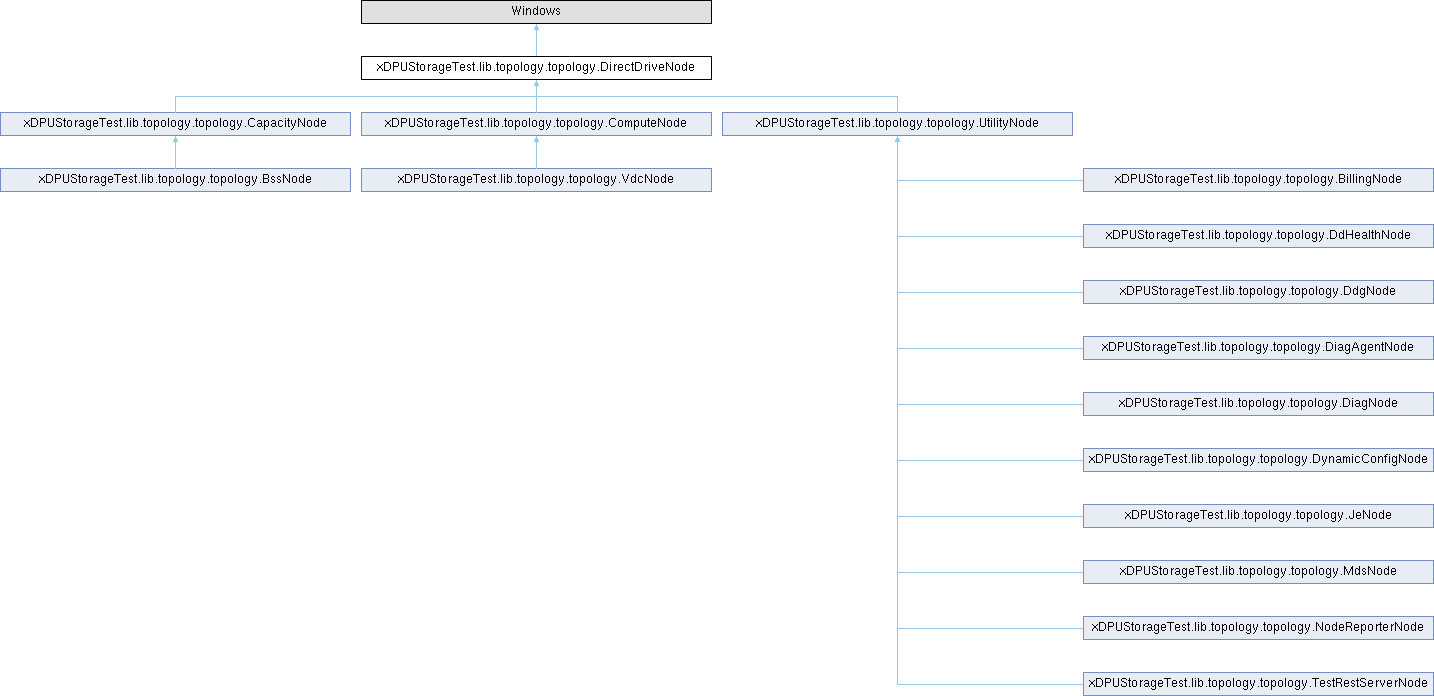 Windows
xDPUStorageTest.lib.topology.topology.DirectDriveNode
xDPUStorageTest.lib.topology.topology.CapacityNode
xDPUStorageTest.lib.topology.topology.ComputeNode
xDPUStorageTest.lib.topology.topology.UtilityNode
xDPUStorageTest.lib.topology.topology.BssNode
xDPUStorageTest.lib.topology.topology.VdcNode
xDPUStorageTest.lib.topology.topology.BillingNode
xDPUStorageTest.lib.topology.topology.DdHealthNode
xDPUStorageTest.lib.topology.topology.DdgNode
xDPUStorageTest.lib.topology.topology.DiagAgentNode
xDPUStorageTest.lib.topology.topology.DiagNode
xDPUStorageTest.lib.topology.topology.DynamicConfigNode
xDPUStorageTest.lib.topology.topology.JeNode
xDPUStorageTest.lib.topology.topology.MdsNode
xDPUStorageTest.lib.topology.topology.NodeReporterNode
xDPUStorageTest.lib.topology.topology.TestRestServerNode